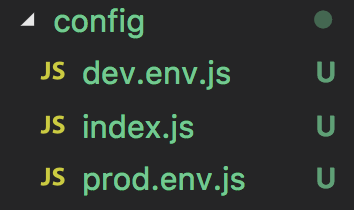 config
JS dev.env.js U
JS index.js U
JS prod.env.js U